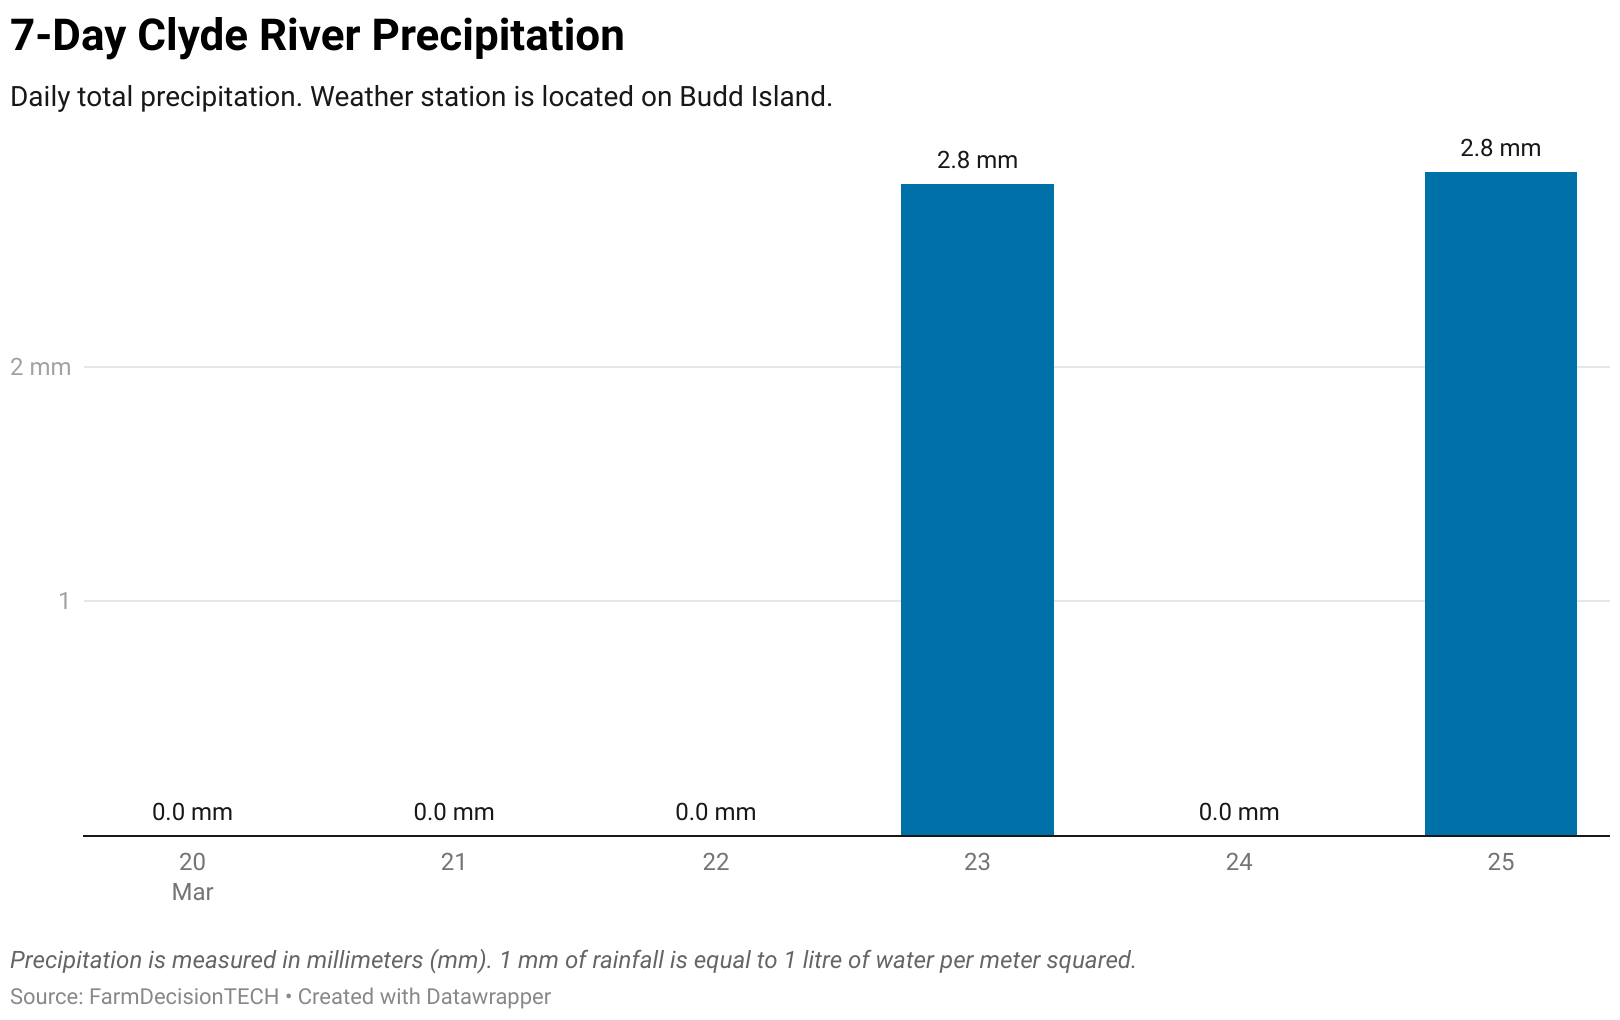 7-Day Clyde River Precipitation
Daily total precipitation. Weather station is located on Budd Island.
2.8 mm
2.8 mm
2 mm
1
0.0 mm 0.0 mm 0.0 mm 0.0 mm
20 21 22 23 24 25
Mar
Precipitation is measured in millimeters (mm). 1 mm of rainfall is equal to 1 litre of water per meter squared.
Source: FarmDecisionTECH • Created with Datawrapper